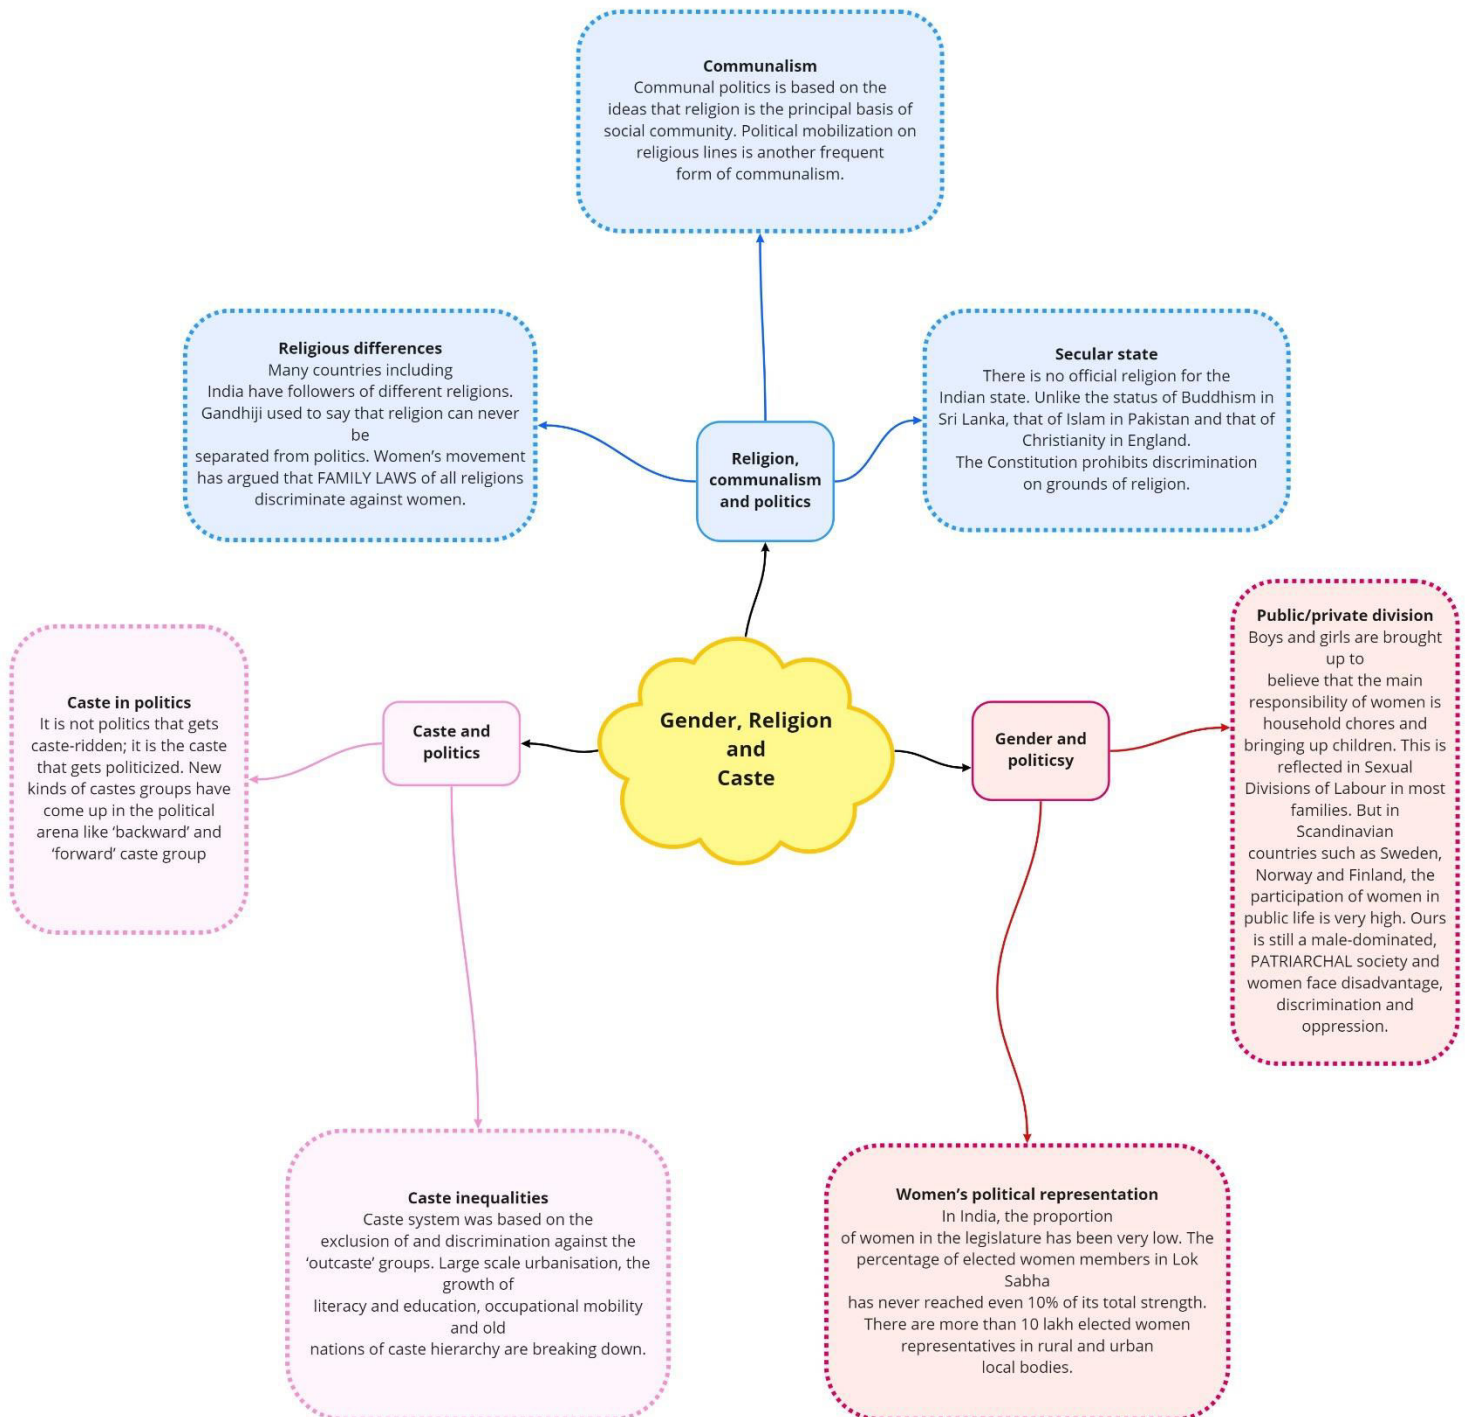 Communalism
Communal politics is based on the
ideas that religion is the principal basis of
social community. Political mobilization on
religious lines is another frequent
form of communalism.
Religious differences
Many countries including
India have followers of different religions.
Gandhiji used to say that religion can never
be
separated from politics. Women’s movement
has argued that FAMILY LAWS of all religions
discriminate against women.
Secular state
There is no official religion for the
Indian state. Unlike the status of Buddhism in
Sri Lanka, that of Islam in Pakistan and that of
Christianity in England.
The Constitution prohibits discrimination
on grounds of religion.
Religion,
communalism
and politics
Public/private division
Boys and girls are brought
up to
believe that the main
responsibility of women is
household chores and
bringing up children. This is
reflected in Sexual
Divisions of Labour in most
families. But in
Scandinavian
countries such as Sweden,
Norway and Finland, the
participation of women in
public life is very high. Ours
is still a male-dominated,
PATRIARCHAL society and
women face disadvantage,
discrimination and
oppression.
Caste in politics
It is not politics that gets
caste-ridden; it is the caste
that gets politicized. New
kinds of castes groups have
come up in the political
arena like ‘backward’ and
‘forward’ caste group
Caste and
politics
Gender, Religion
and
Caste
Gender and
politicsy
Caste inequalities
Caste system was based on the
exclusion of and discrimination against the
‘outcaste’ groups. Large scale urbanisation, the
growth of
literacy and education, occupational mobility
and old
nations of caste hierarchy are breaking down.
Women’s political representation
In India, the proportion
of women in the legislature has been very low. The
percentage of elected women members in Lok
Sabha
has never reached even 10% of its total strength.
There are more than 10 lakh elected women
representatives in rural and urban
local bodies.